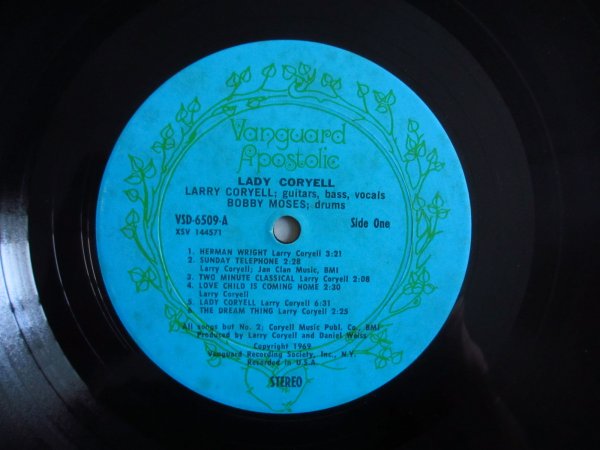 Vanguard
Apostolic
LADY CORYELL
LARRY CORYELL; guitars, bass, vocals
BOBBY MOSES; drums
VSD-6509-A Side One
XSV 144571
1. HERMAN WRIGHT Larry Coryell 3:21
2. SUNDAY TELEPHONE 2:28
Larry Coryell; Jan Clan Music, BMI
3. TWO MINUTE CLASSICAL Larry Coryell 2:08
4. LOVE CHILD IS COMING HOME 2:30
Larry Coryell
5. LADY CORYELL Larry Coryell 6:31
6. THE DREAM THING Larry Coryell 2:25
All songs but No. 2; Coryell Music Publ. Co., BMI
Produced by Larry Coryell and Daniel Weiss
Copyright 1969
Vanguard Recording Society, Inc., N.Y.
Recorded in U.S.A.
STEREO